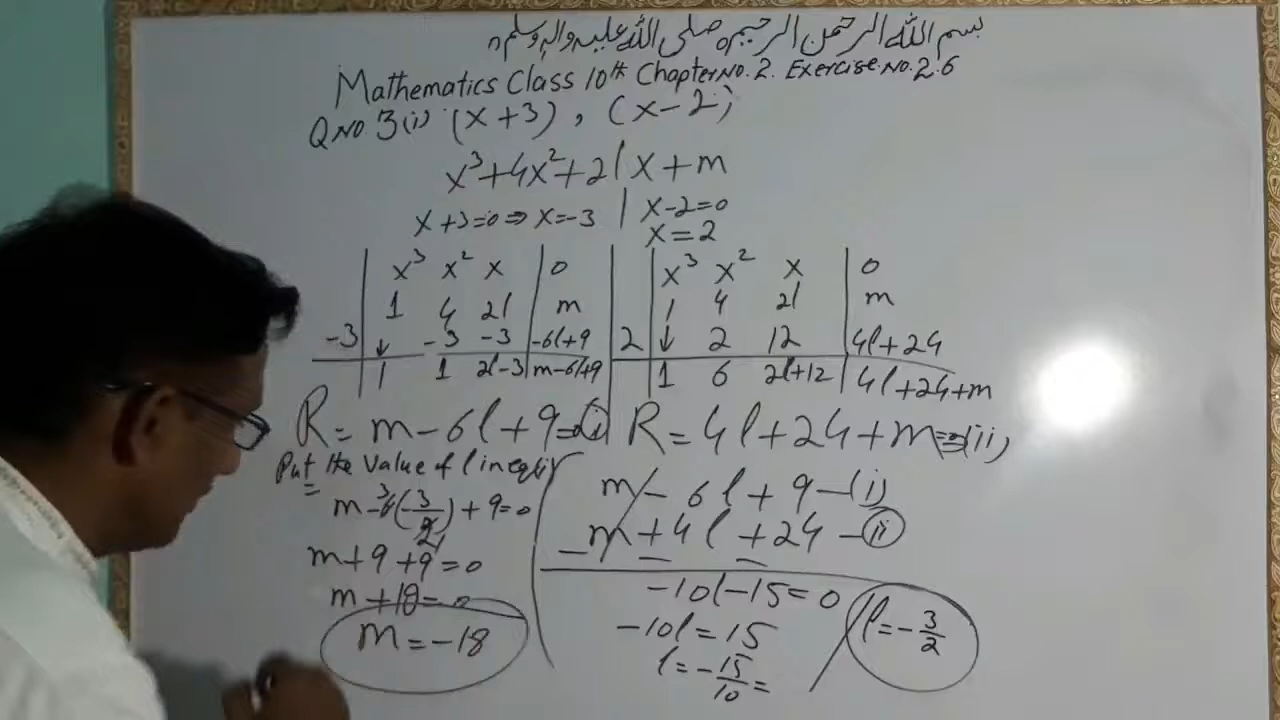 بسم اللہ الرحمن الرحیم صلی اللہ علیہ والہ وسلم
Mathematics Class 10th Chapter No. 2. Exercise. No. 2.6
Q No 3(i) (x+3), (x-2)
x³+4x²+2lx+m
x+3=0 ⇒ x=-3 | x-2=0
x=2
x³ x² x | 0
1 4 2l | m
-3 | ↓ -3 -3 | -6l+9
1 1 2l-3 | m-6l+9
x³ x² x | 0
1 4 2l | m
2 | ↓ 2 12 | 4l+24
1 6 2l+12 | 4l+24+m
R = m-6l+9=0(i)
R = 4l+24+m=0(ii)
Put the value of l in eq(i)
m-6(-3/2)+9=0
m+9+9=0
m+18=0
m=-18
m-6l+9-(i)
-m+4l+24-(ii)
-10l-15=0
-10l=15
l=-15/10=
l=-3/2